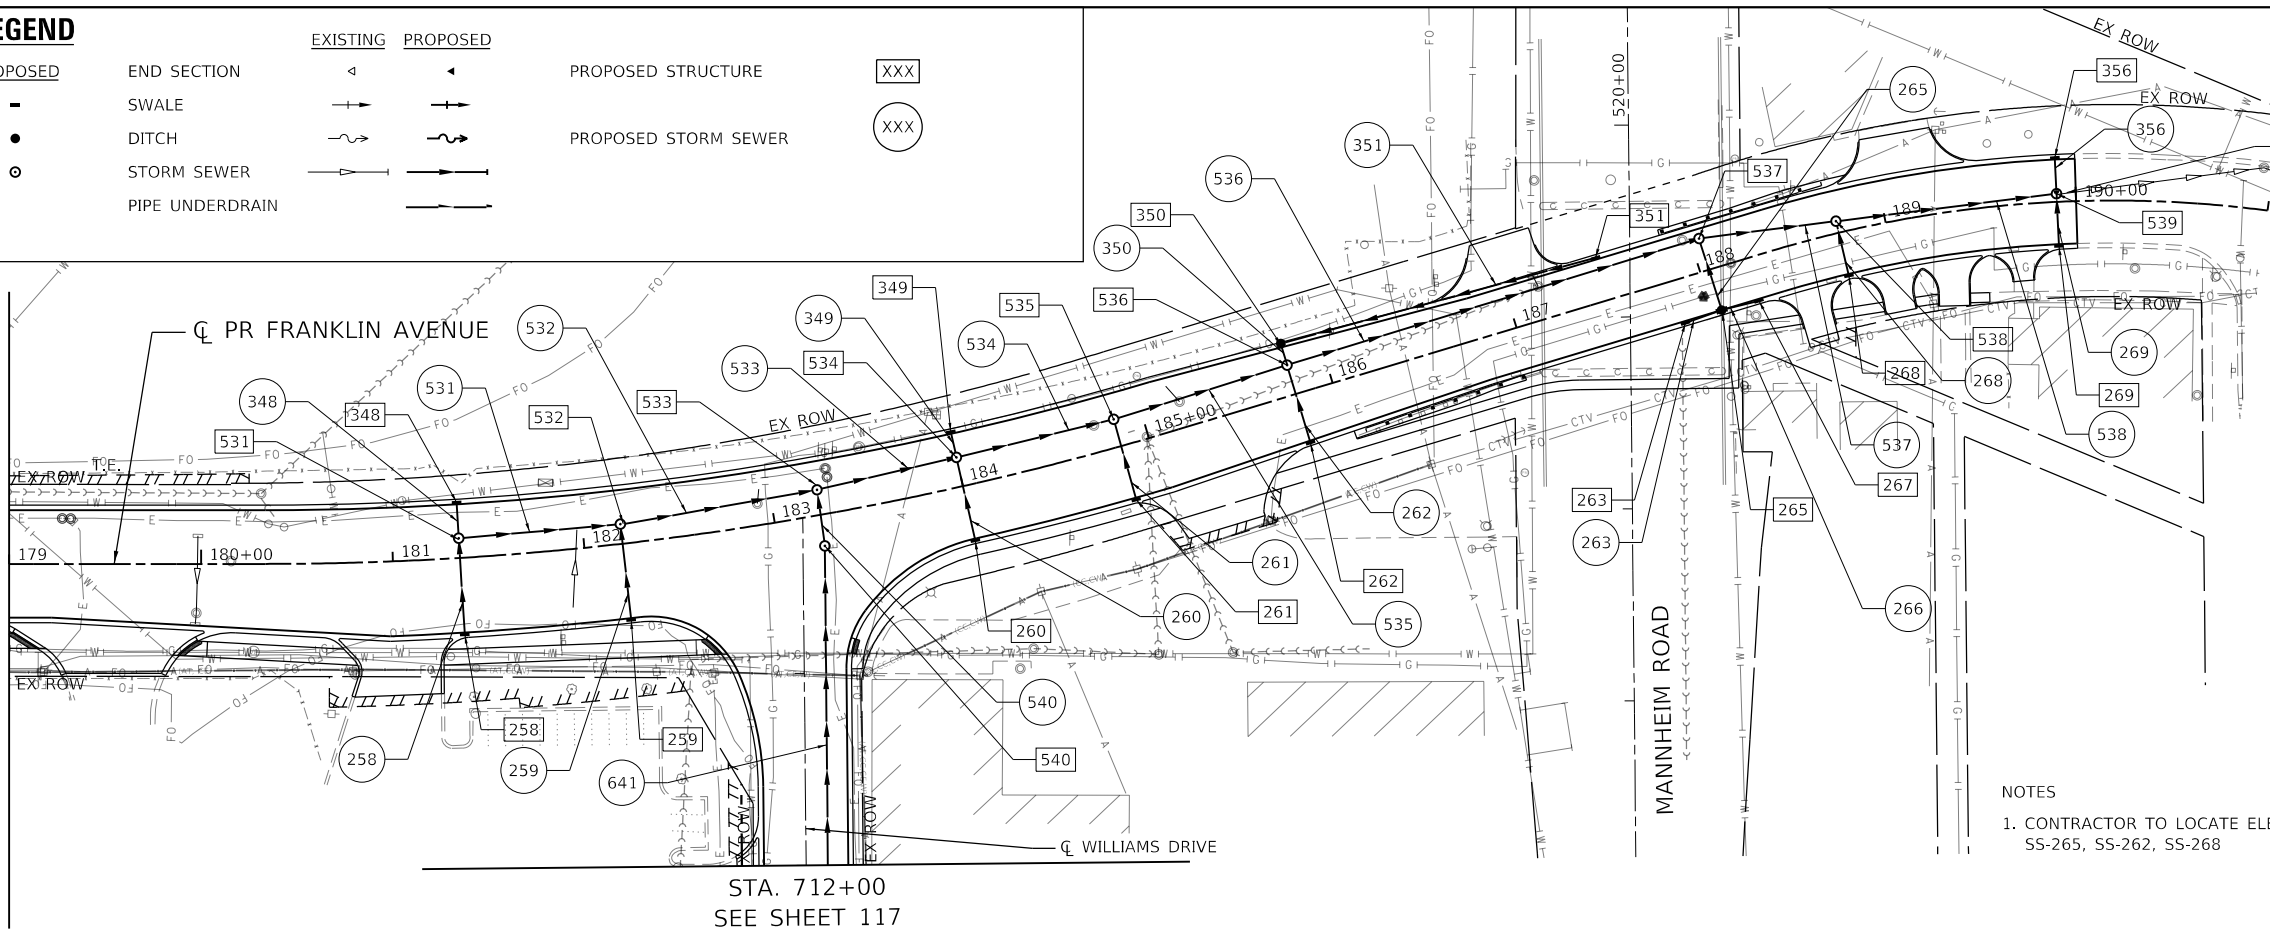 EGEND
EXISTING PROPOSED
OPOSED
END SECTION
PROPOSED STRUCTURE
XXX
SWALE
DITCH
PROPOSED STORM SEWER
XXX
STORM SEWER
PIPE UNDERDRAIN
℄ PR FRANKLIN AVENUE
EX ROW
EX ROW
EX ROW
EX ROW
EX ROW
EX ROW
T.E.
EX ROW
520+00
265
356
356
537
351
351
536
350
350
536
349
535
349
534
534
532
533
533
348
348
531
531
532
539
538
269
268
268
269
537
538
267
265
263
263
266
262
262
261
261
535
260
260
540
540
258
258
259
259
641
179
180+00
181
182
183
184
185+00
186
187
188
189
190+00
MANNHEIM ROAD
EX ROW
ROW
℄ WILLIAMS DRIVE
STA. 712+00
SEE SHEET 117
NOTES
1. CONTRACTOR TO LOCATE ELE
SS-265, SS-262, SS-268